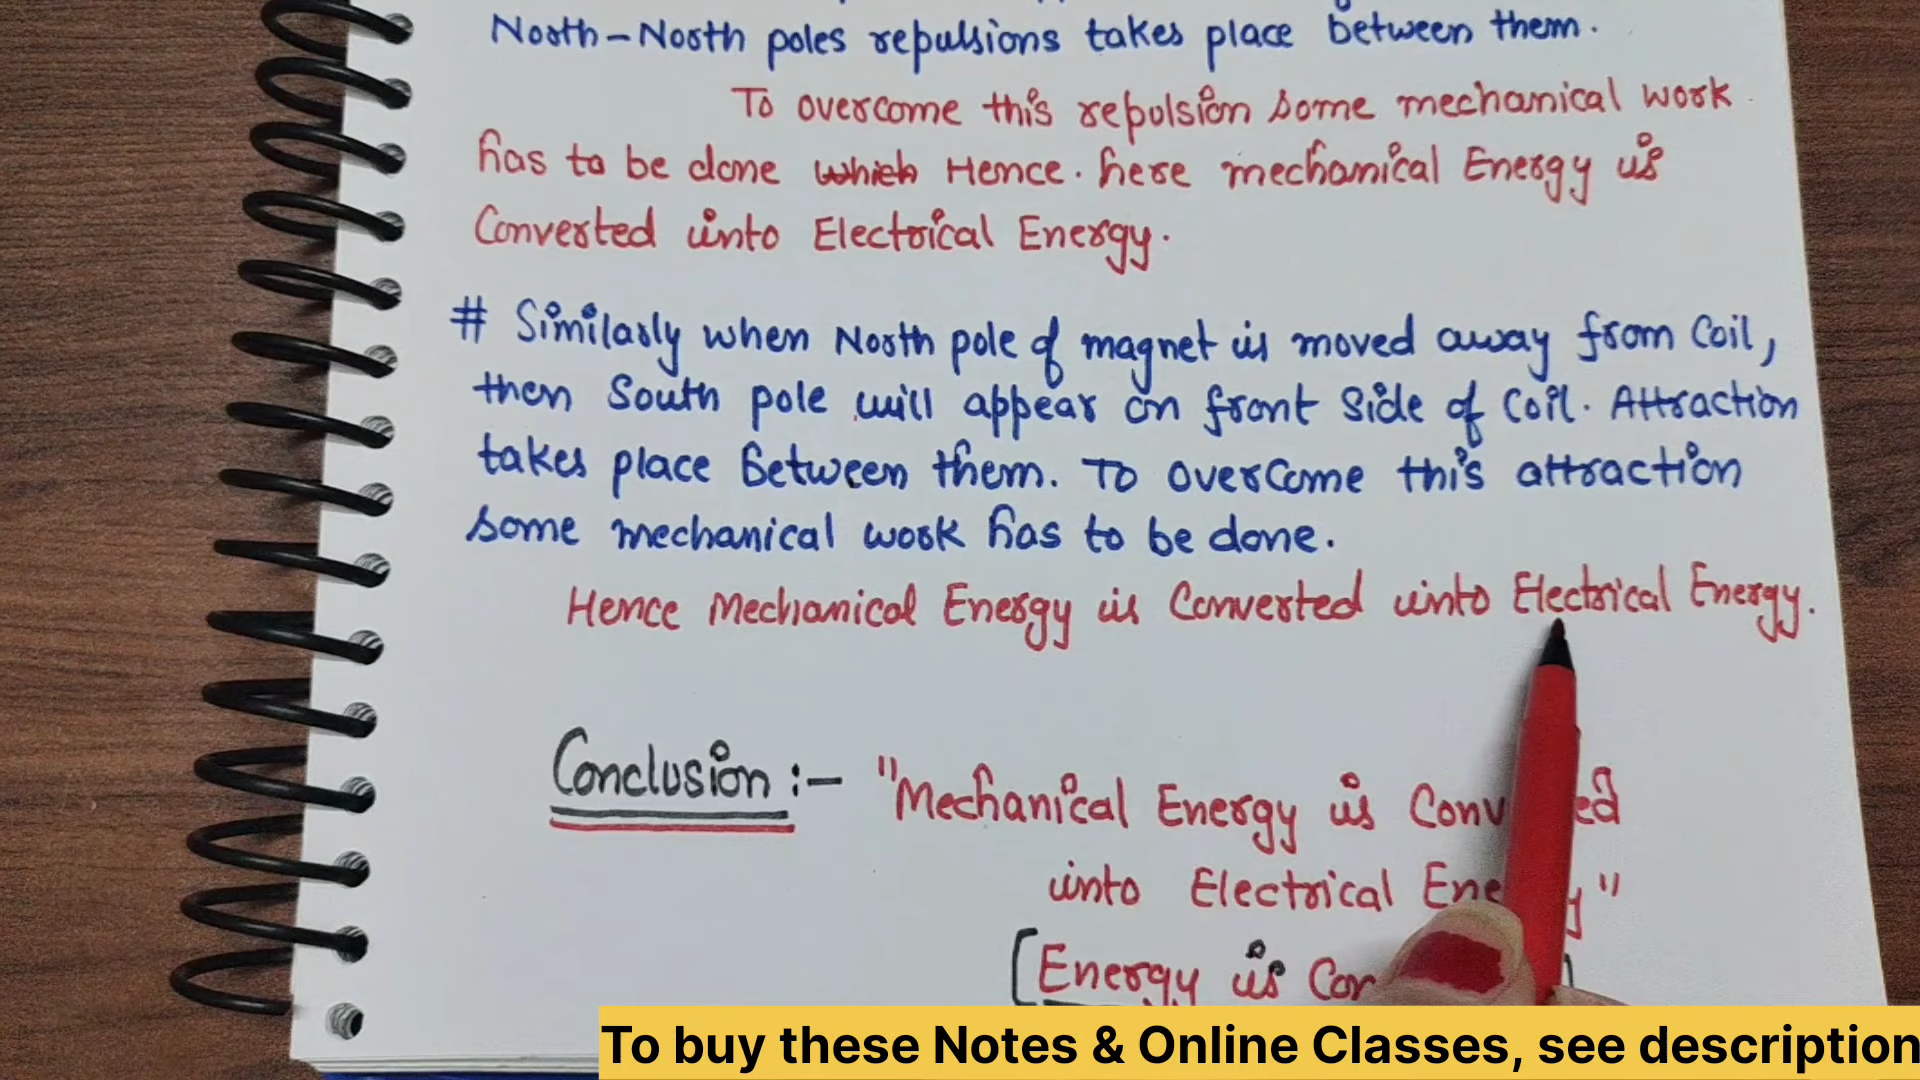 North-North poles repulsions takes place between them.
To overcome this repulsion some mechanical work
has to be done which Hence. here mechanical Energy is
Converted into Electrical Energy.
# Similarly when North pole of magnet is moved away from Coil,
then South pole will appear on front Side of Coil. Attraction
takes place Between them. To overcome this attraction
some mechanical work has to be done.
Hence Mechanical Energy is Converted into Electrical Energy.
Conclusion :- "Mechanical Energy is
into Electrical "
[Energy is
To buy these Notes & Online Classes, see description